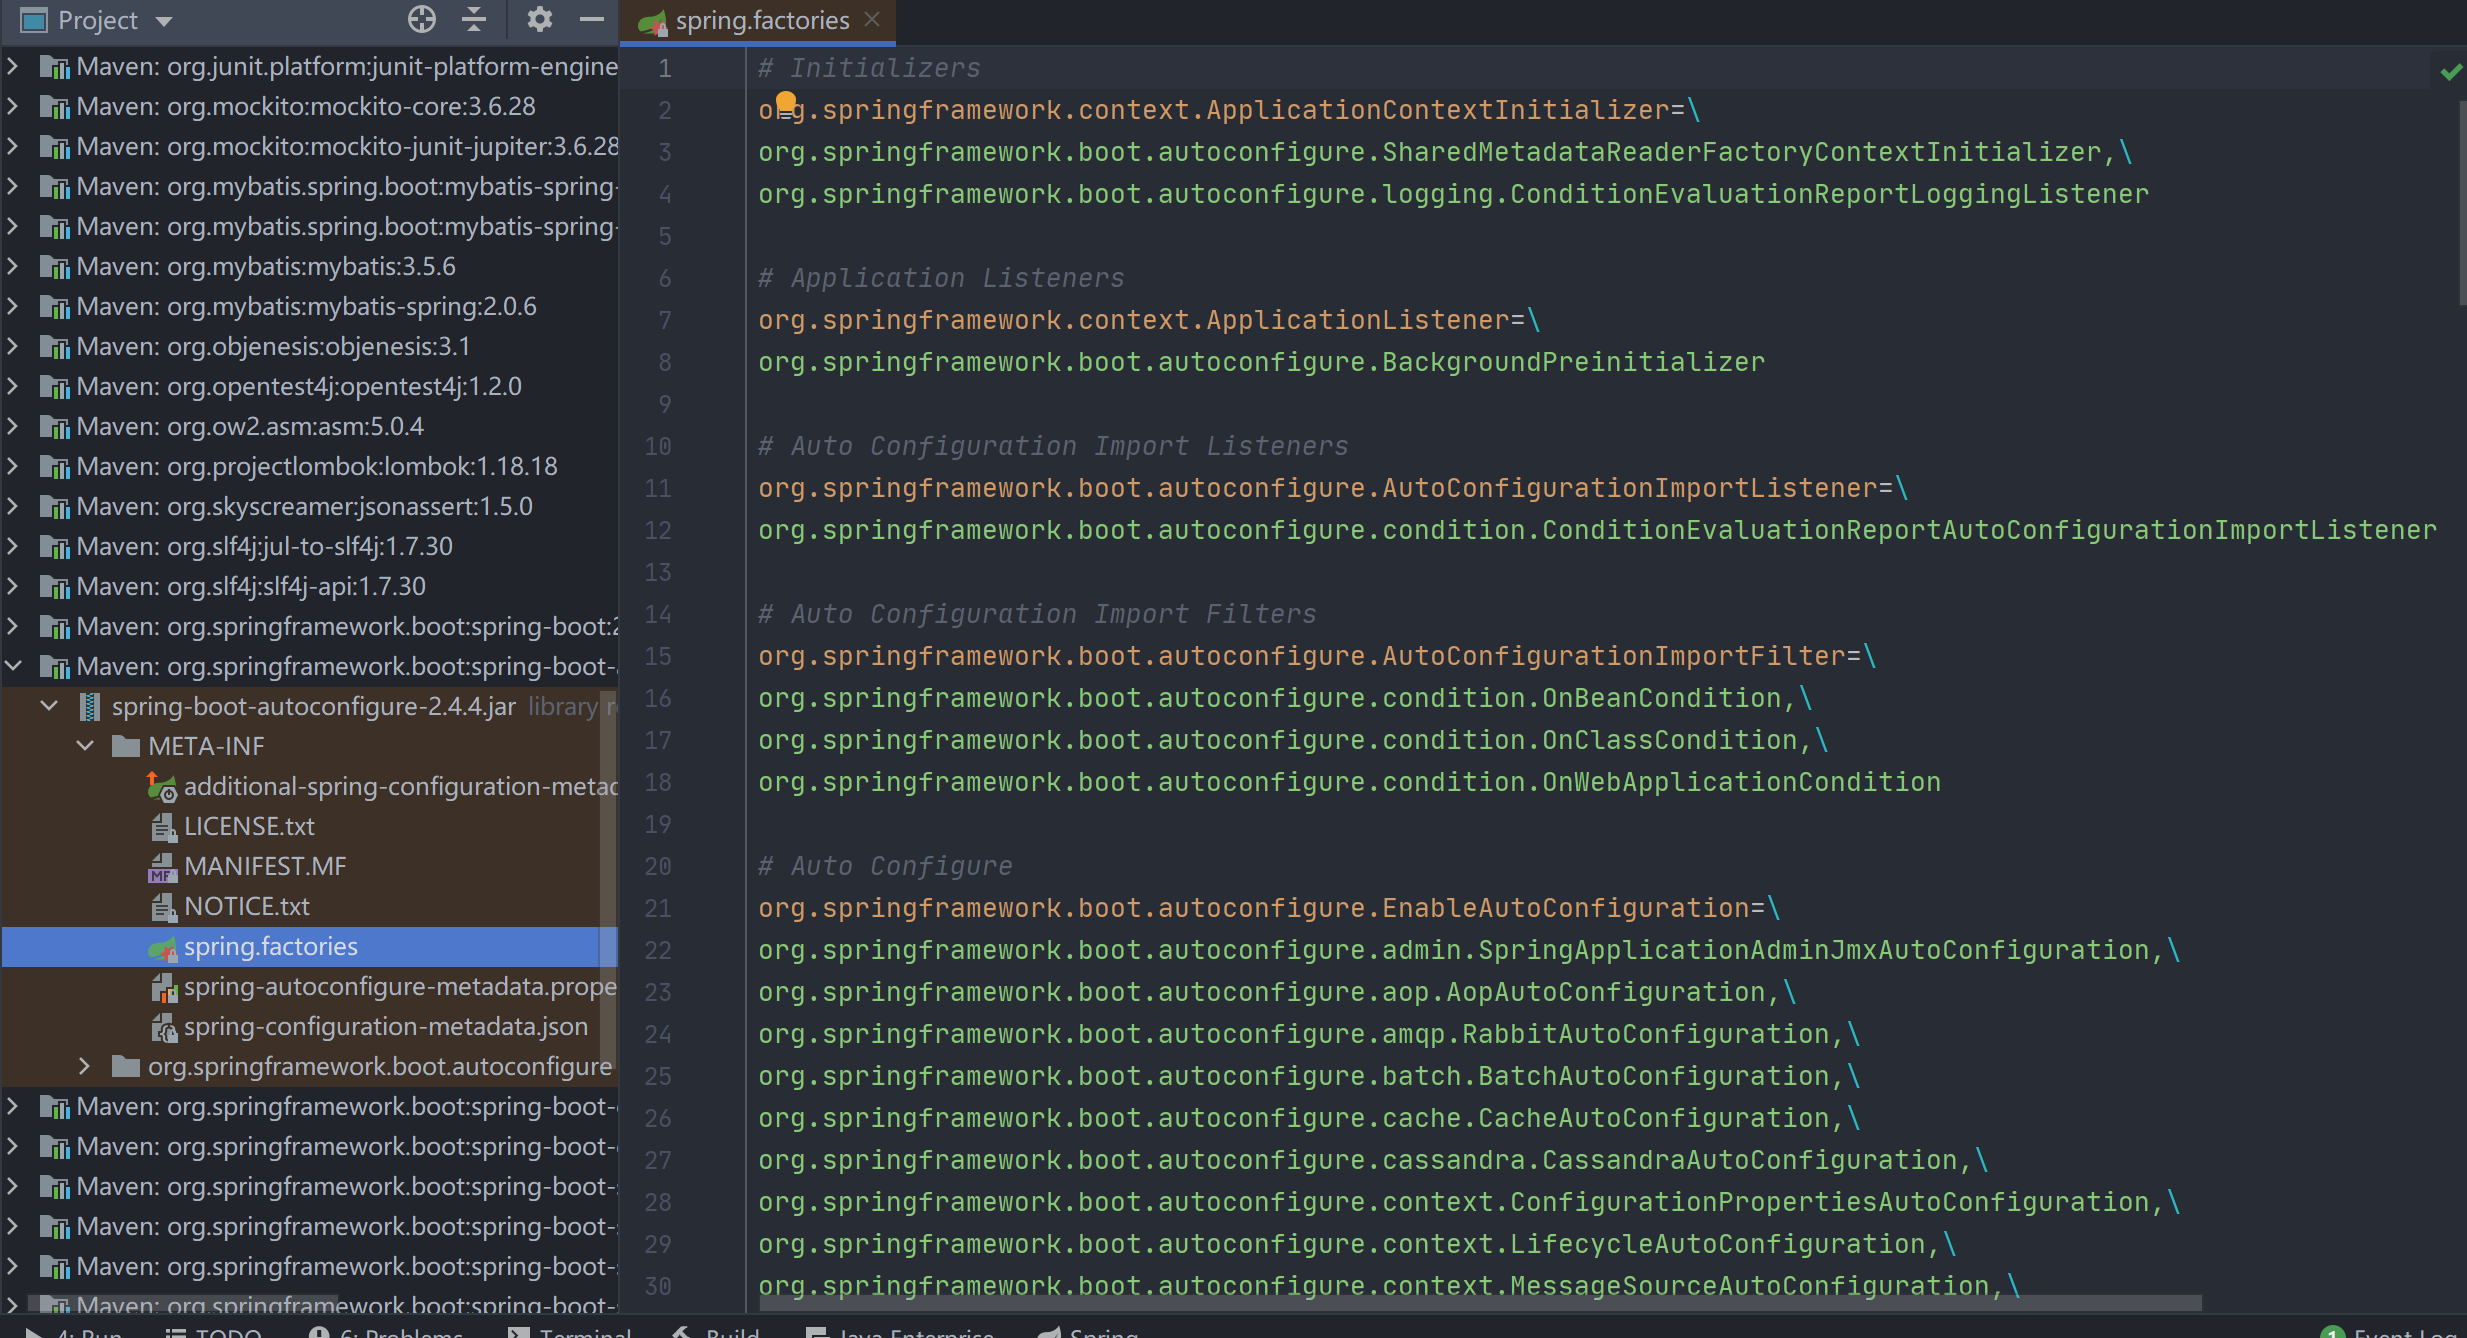 Project
Maven: org.junit.platform:junit-platform-engine
Maven: org.mockito:mockito-core:3.6.28
Maven: org.mockito:mockito-junit-jupiter:3.6.28
Maven: org.mybatis.spring.boot:mybatis-spring-
Maven: org.mybatis.spring.boot:mybatis-spring-
Maven: org.mybatis:mybatis:3.5.6
Maven: org.mybatis:mybatis-spring:2.0.6
Maven: org.objenesis:objenesis:3.1
Maven: org.opentest4j:opentest4j:1.2.0
Maven: org.ow2.asm:asm:5.0.4
Maven: org.projectlombok:lombok:1.18.18
Maven: org.skyscreamer:jsonassert:1.5.0
Maven: org.slf4j:jul-to-slf4j:1.7.30
Maven: org.slf4j:slf4j-api:1.7.30
Maven: org.springframework.boot:spring-boot:2
Maven: org.springframework.boot:spring-boot-
spring-boot-autoconfigure-2.4.4.jar library
META-INF
additional-spring-configuration-metad
LICENSE.txt
MANIFEST.MF
NOTICE.txt
spring.factories
spring-autoconfigure-metadata.prope
spring-configuration-metadata.json
org.springframework.boot.autoconfigure
Maven: org.springframework.boot:spring-boot-
Maven: org.springframework.boot:spring-boot-
Maven: org.springframework.boot:spring-boot-
Maven: org.springframework.boot:spring-boot-
Maven: org.springframework.boot:spring-boot-
Maven: org.springframework.boot:spring-boot-
spring.factories
1 # Initializers
2 org.springframework.context.ApplicationContextInitializer=\
3 org.springframework.boot.autoconfigure.SharedMetadataReaderFactoryContextInitializer,\
4 org.springframework.boot.autoconfigure.logging.ConditionEvaluationReportLoggingListener
5
6 # Application Listeners
7 org.springframework.context.ApplicationListener=\
8 org.springframework.boot.autoconfigure.BackgroundPreinitializer
9
10 # Auto Configuration Import Listeners
11 org.springframework.boot.autoconfigure.AutoConfigurationImportListener=\
12 org.springframework.boot.autoconfigure.condition.ConditionEvaluationReportAutoConfigurationImportListener
13
14 # Auto Configuration Import Filters
15 org.springframework.boot.autoconfigure.AutoConfigurationImportFilter=\
16 org.springframework.boot.autoconfigure.condition.OnBeanCondition,\
17 org.springframework.boot.autoconfigure.condition.OnClassCondition,\
18 org.springframework.boot.autoconfigure.condition.OnWebApplicationCondition
19
20 # Auto Configure
21 org.springframework.boot.autoconfigure.EnableAutoConfiguration=\
22 org.springframework.boot.autoconfigure.admin.SpringApplicationAdminJmxAutoConfiguration,\
23 org.springframework.boot.autoconfigure.aop.AopAutoConfiguration,\
24 org.springframework.boot.autoconfigure.amqp.RabbitAutoConfiguration,\
25 org.springframework.boot.autoconfigure.batch.BatchAutoConfiguration,\
26 org.springframework.boot.autoconfigure.cache.CacheAutoConfiguration,\
27 org.springframework.boot.autoconfigure.cassandra.CassandraAutoConfiguration,\
28 org.springframework.boot.autoconfigure.context.ConfigurationPropertiesAutoConfiguration,\
29 org.springframework.boot.autoconfigure.context.LifecycleAutoConfiguration,\
30 org.springframework.boot.autoconfigure.context.MessageSourceAutoConfiguration,\
4: Run TODO 6: Problems Terminal Build Java Enterprise Spring 1 Event Log